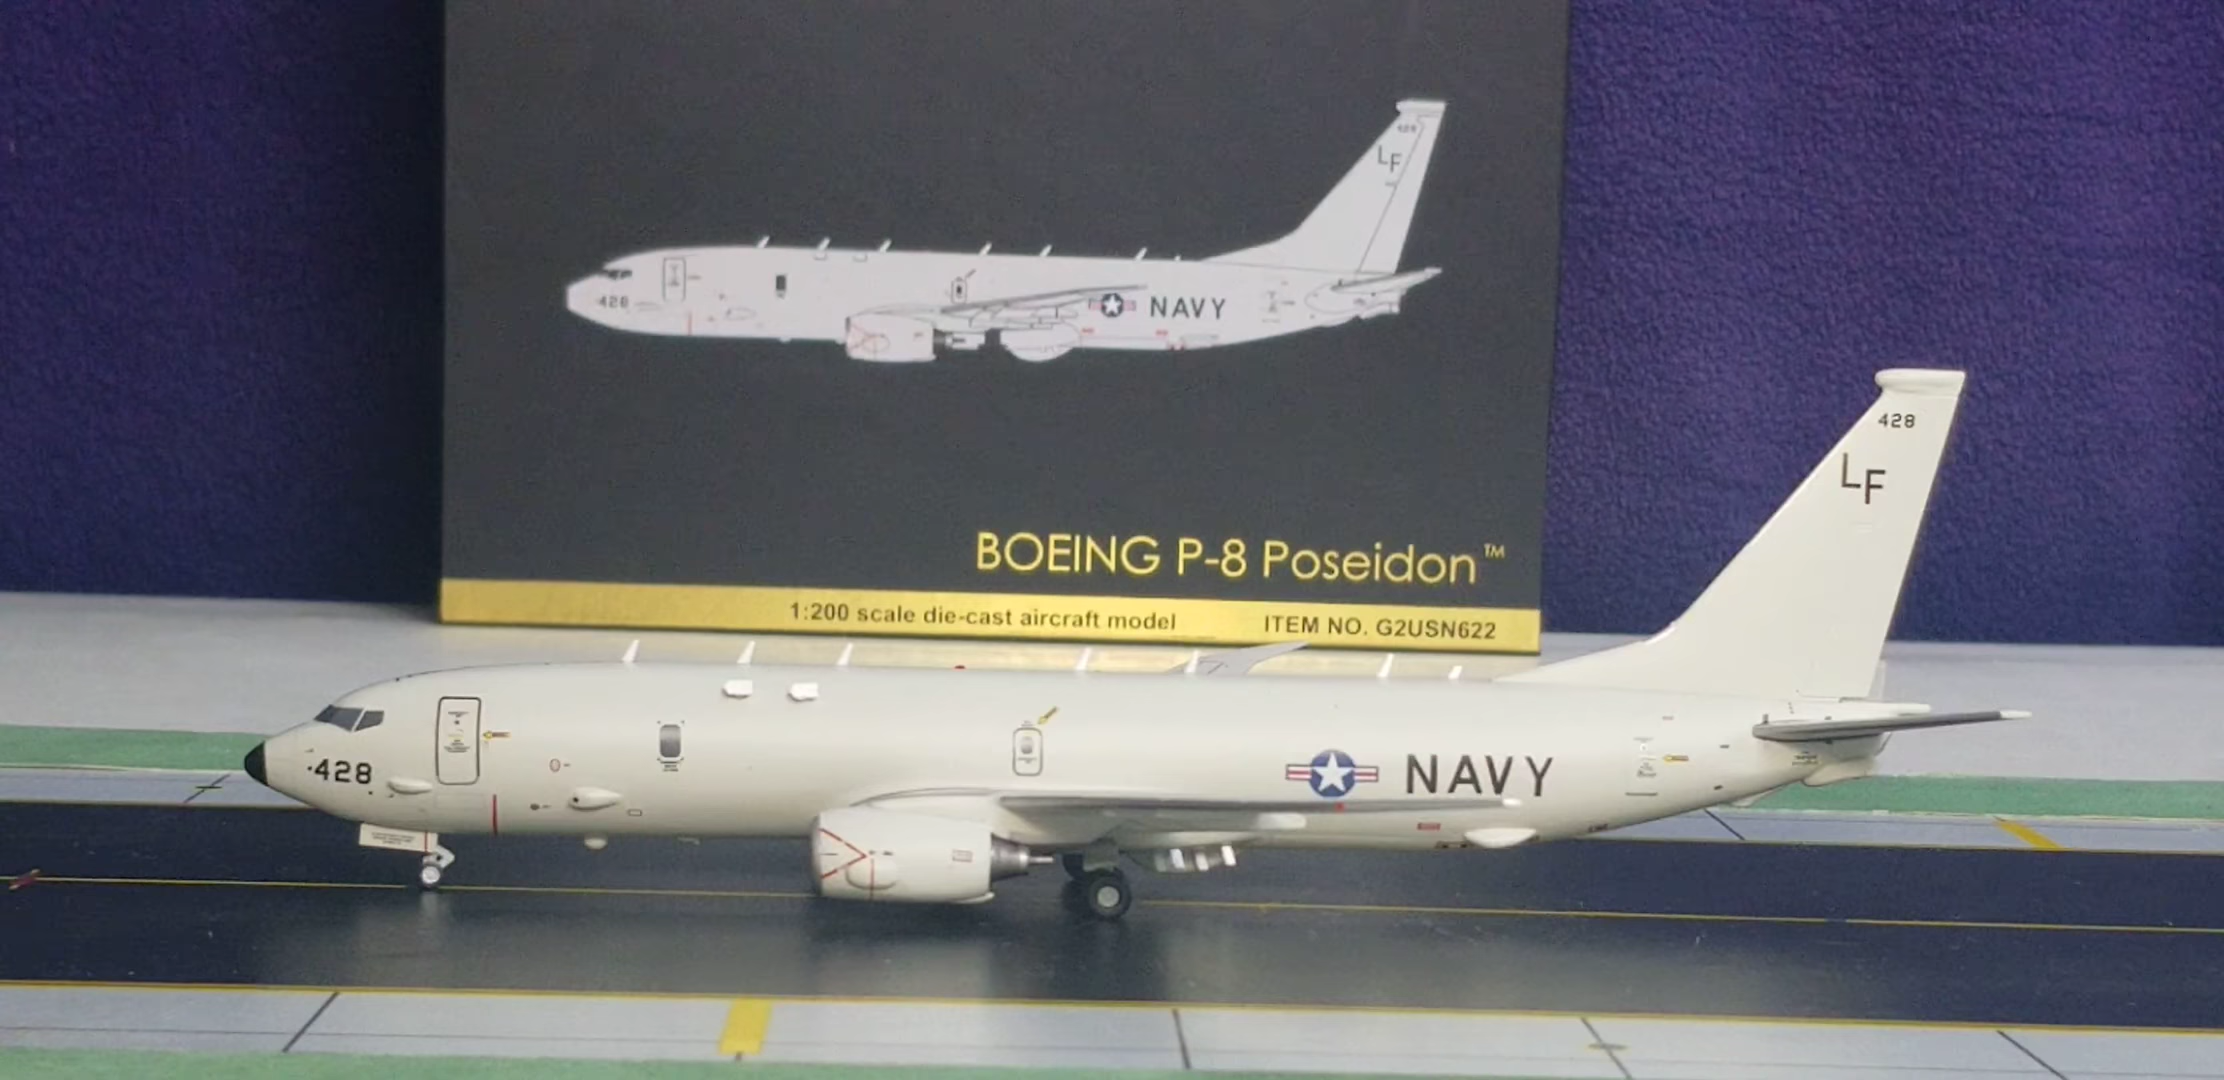 428
LF
428
NAVY
BOEING P-8 Poseidon™
1:200 scale die-cast aircraft model
ITEM NO. G2USN622
428
LF
428
NAVY